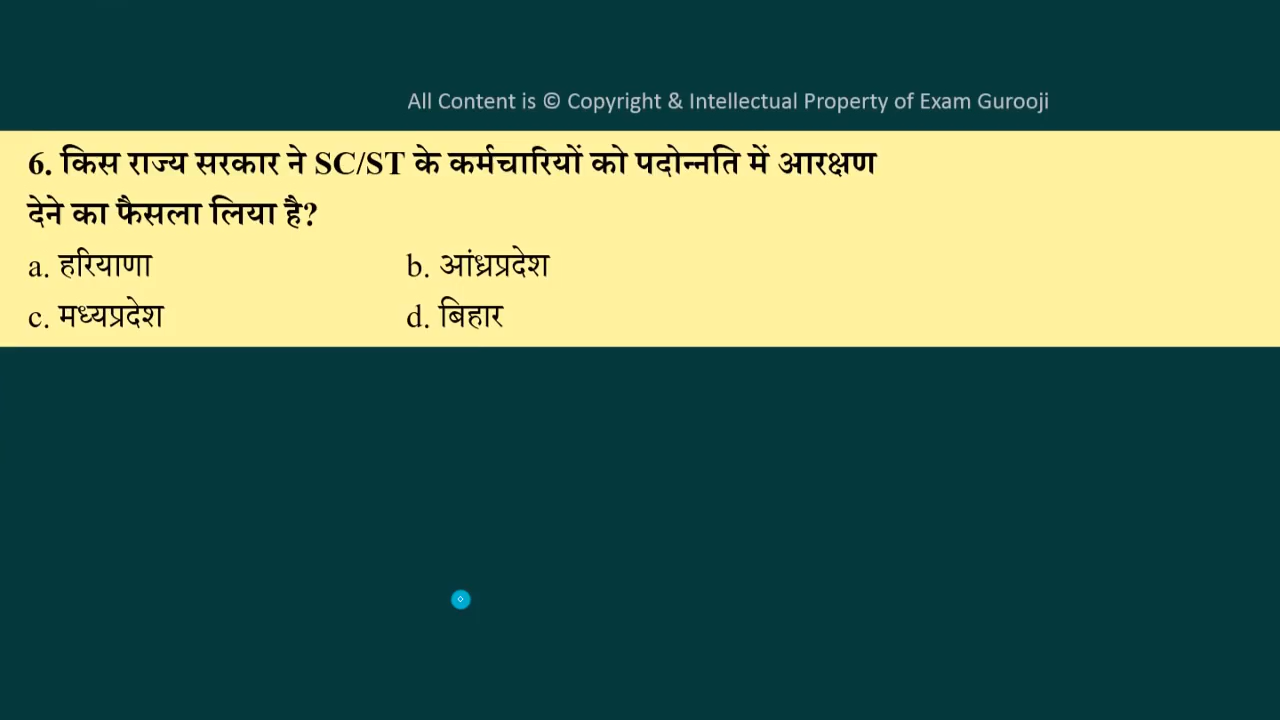 All Content is © Copyright & Intellectual Property of Exam Gurooji
6. किस राज्य सरकार ने SC/ST के कर्मचारियों को पदोन्नति में आरक्षण
देने का फैसला लिया है?
a. हरियाणा b. आंध्रप्रदेश
c. मध्यप्रदेश d. बिहार